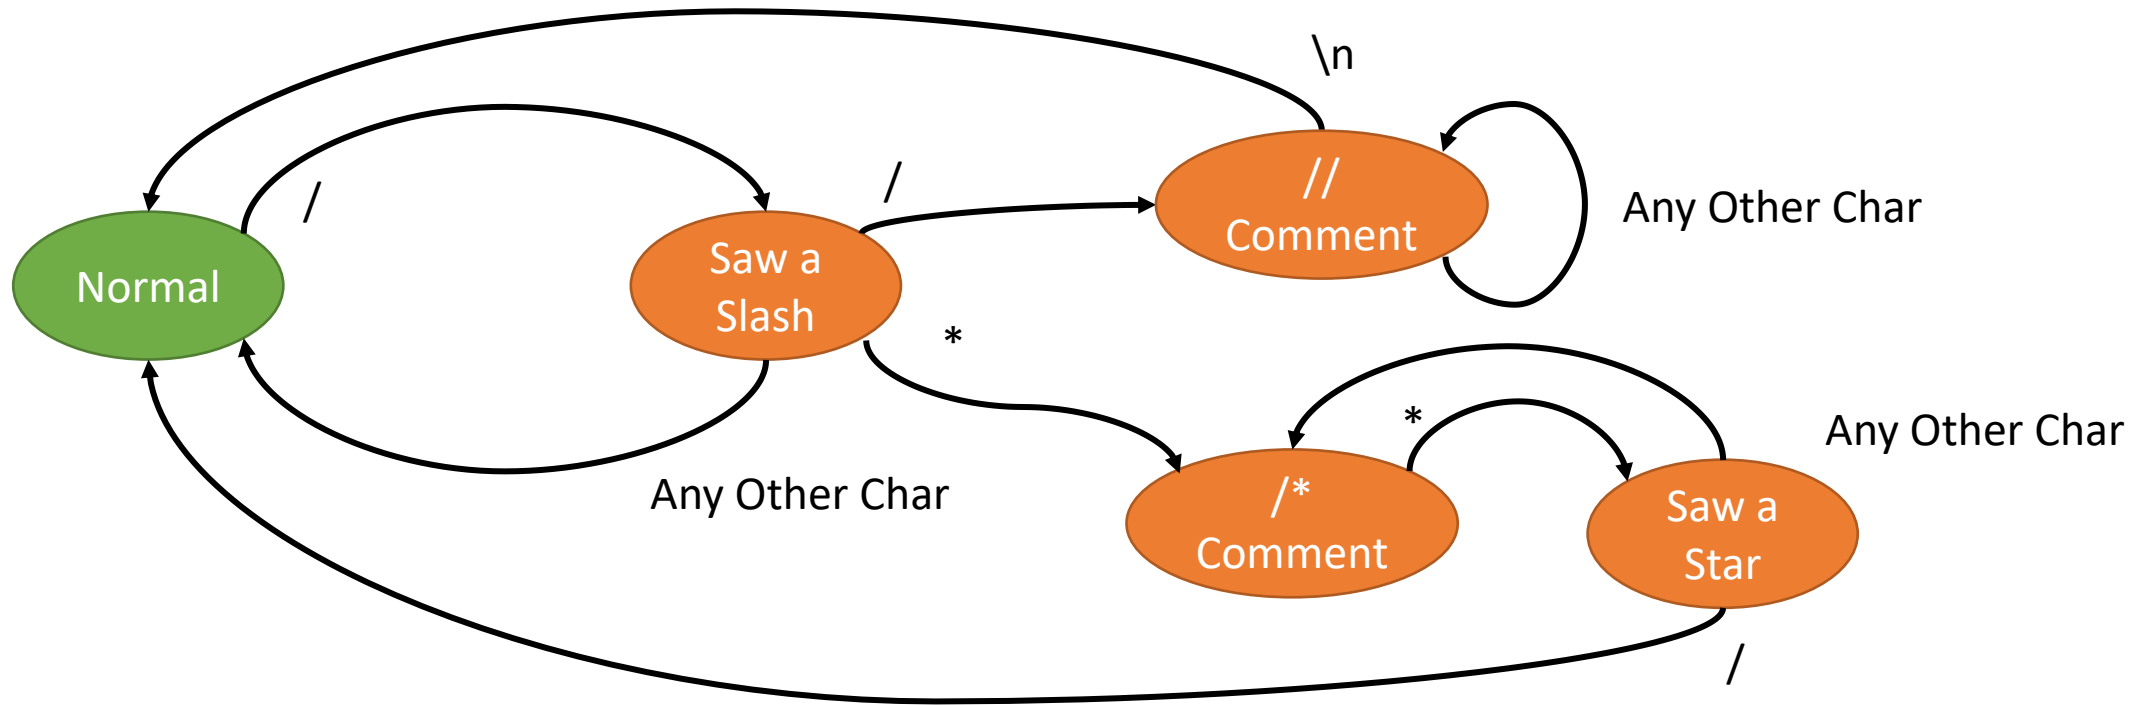 \n
/
/
//
Comment
Any Other Char
Normal
Saw a
Slash
*
*
Any Other Char
Any Other Char
/*
Comment
Saw a
Star
/